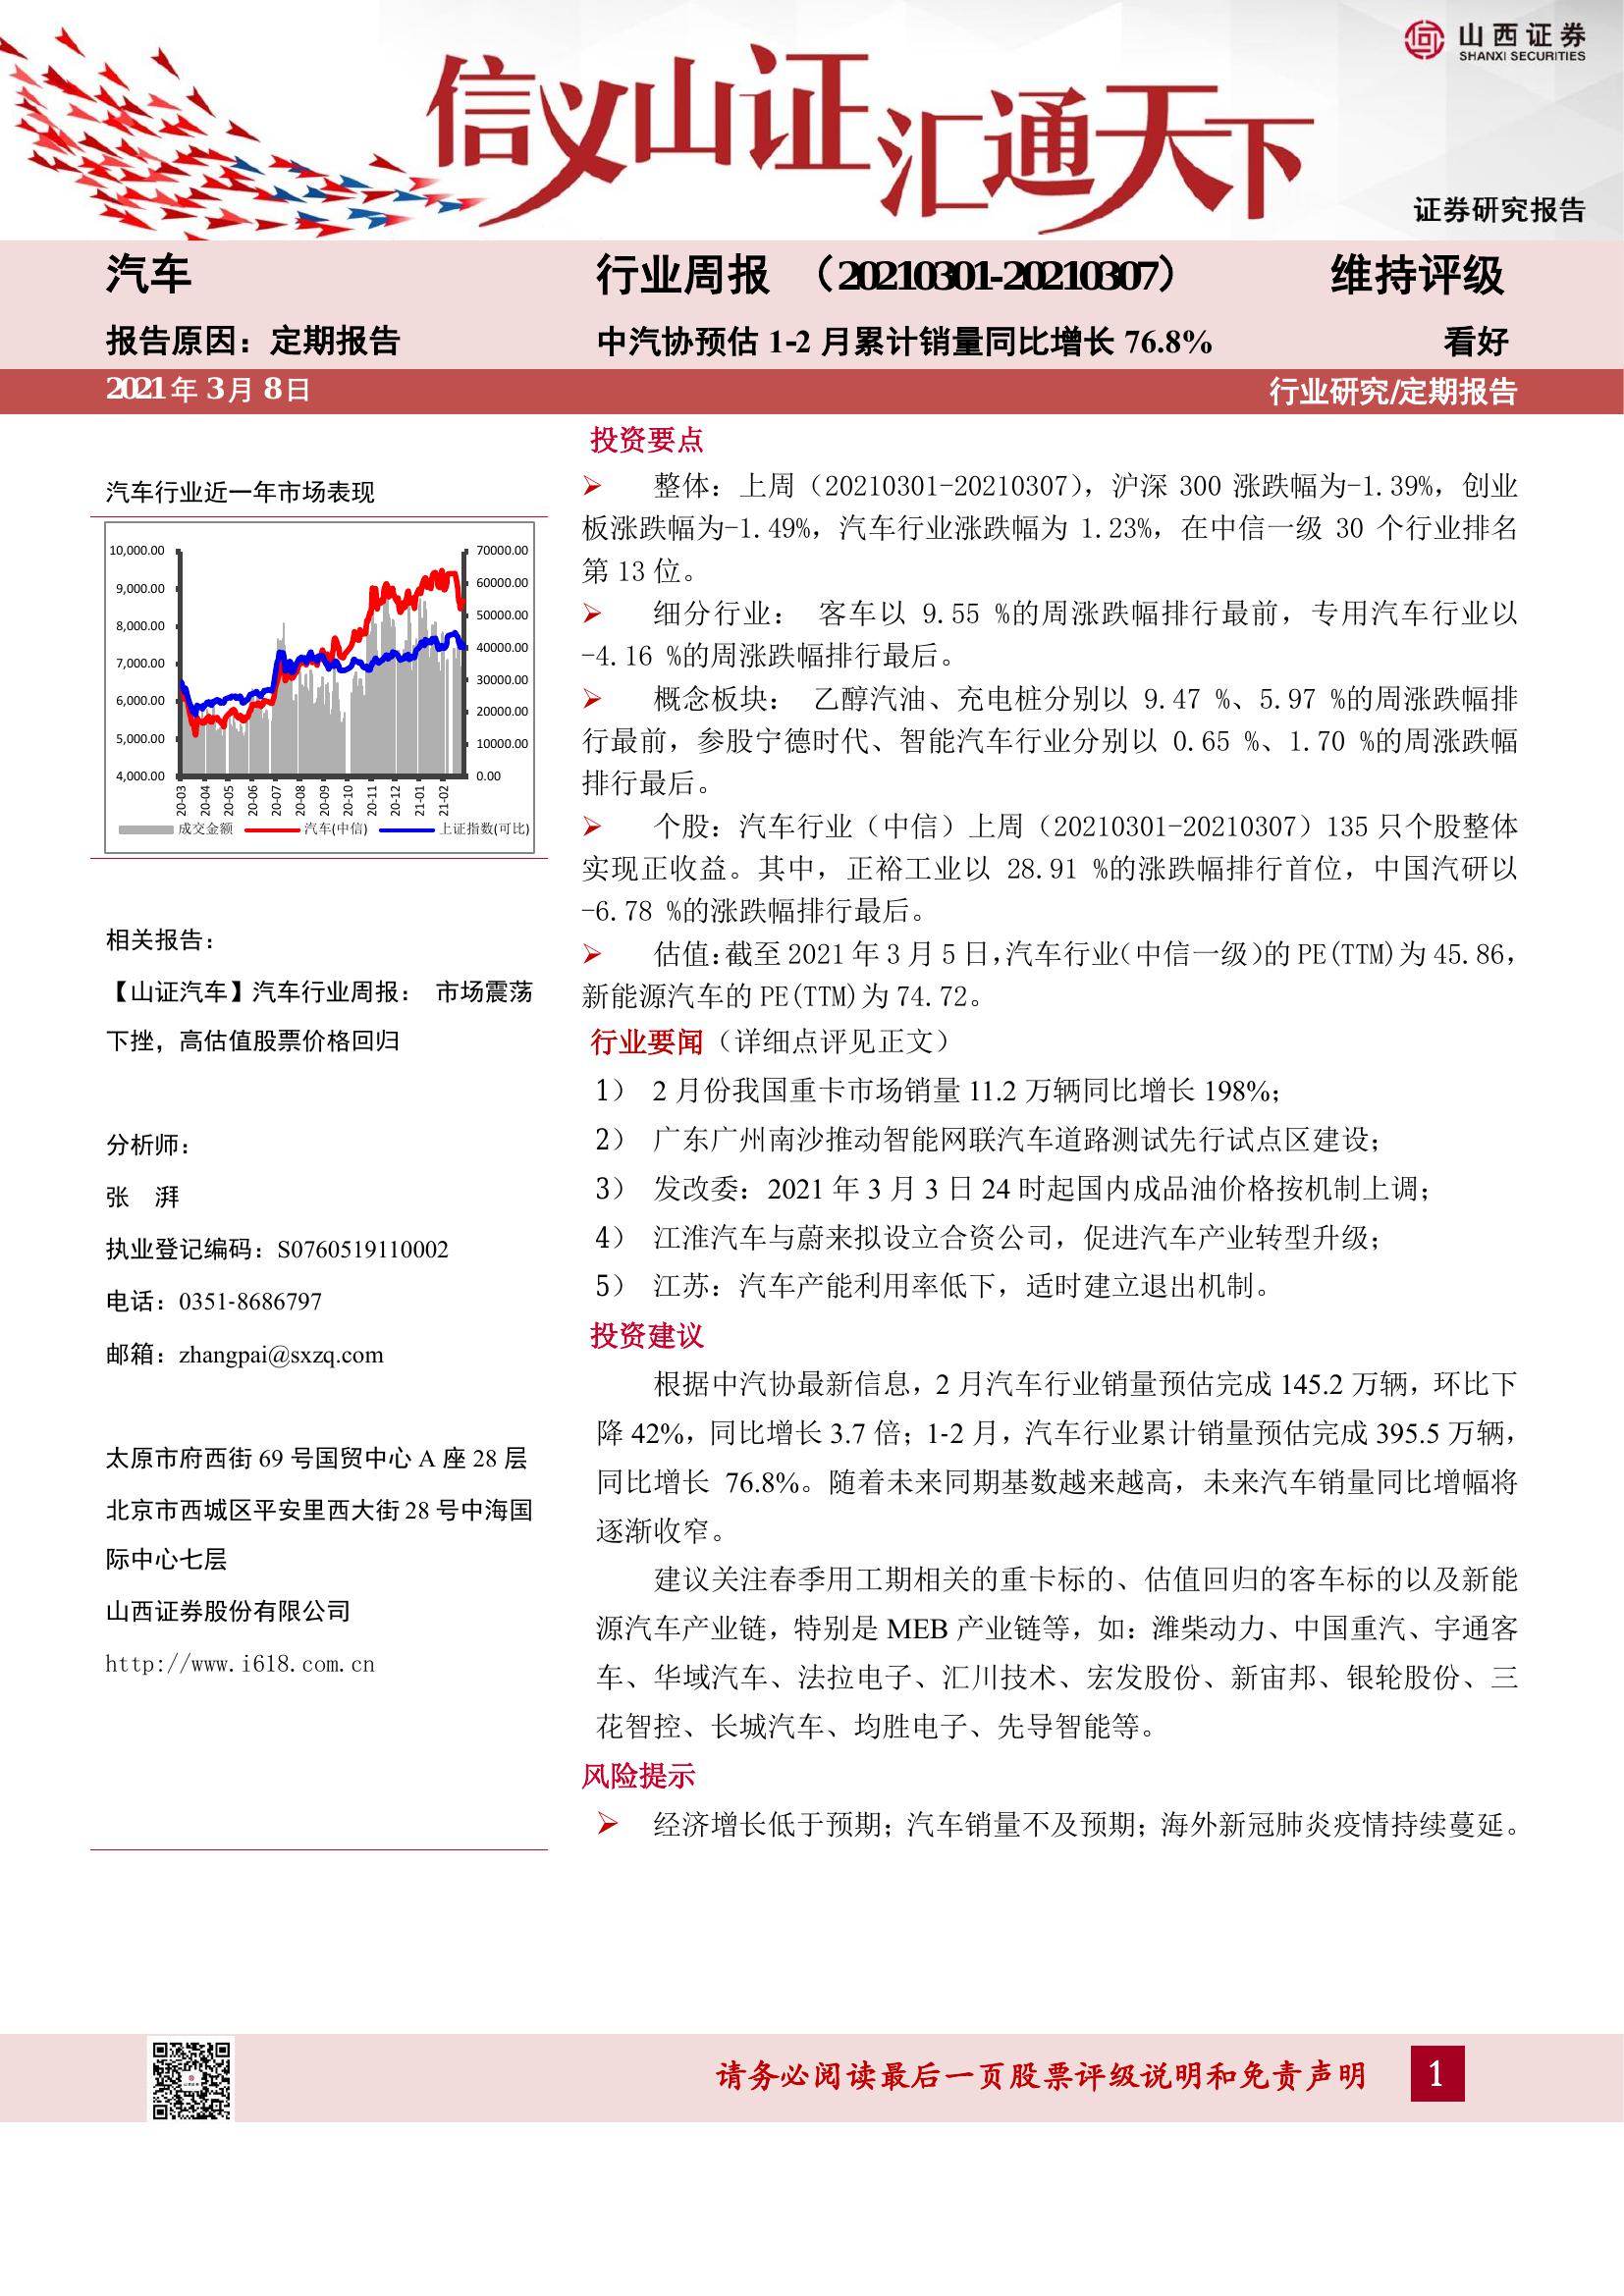 山西证券
SHANXI SECURITIES
信义山证汇通天下
证券研究报告
汽车
行业周报 （20210301-20210307）
维持评级
报告原因：定期报告
中汽协预估 1-2 月累计销量同比增长 76.8%
看好
2021 年 3 月 8 日
行业研究/定期报告
汽车行业近一年市场表现
10,000.00
9,000.00
8,000.00
7,000.00
6,000.00
5,000.00
4,000.00
70000.00
60000.00
50000.00
40000.00
30000.00
20000.00
10000.00
0.00
20-03
20-04
20-05
20-06
20-07
20-08
20-09
20-10
20-11
20-12
21-01
21-02
成交金额 汽车(中信) 上证指数(可比)
相关报告：
【山证汽车】汽车行业周报： 市场震荡
下挫，高估值股票价格回归
分析师：
张 湃
执业登记编码：S0760519110002
电话：0351-8686797
邮箱：zhangpai@sxzq.com
太原市府西街 69 号国贸中心 A 座 28 层
北京市西城区平安里西大街 28 号中海国
际中心七层
山西证券股份有限公司
http://www.i618.com.cn
投资要点
整体：上周（20210301-20210307），沪深 300 涨跌幅为-1.39%，创业
板涨跌幅为-1.49%，汽车行业涨跌幅为 1.23%，在中信一级 30 个行业排名
第 13 位。
细分行业： 客车以 9.55 %的周涨跌幅排行最前，专用汽车行业以
-4.16 %的周涨跌幅排行最后。
概念板块： 乙醇汽油、充电桩分别以 9.47 %、5.97 %的周涨跌幅排
行最前，参股宁德时代、智能汽车行业分别以 0.65 %、1.70 %的周涨跌幅
排行最后。
个股：汽车行业（中信）上周（20210301-20210307）135 只个股整体
实现正收益。其中，正裕工业以 28.91 %的涨跌幅排行首位，中国汽研以
-6.78 %的涨跌幅排行最后。
估值：截至 2021 年 3 月 5 日，汽车行业（中信一级）的 PE(TTM)为 45.86，
新能源汽车的 PE(TTM)为 74.72。
行业要闻（详细点评见正文）
1） 2 月份我国重卡市场销量 11.2 万辆同比增长 198%；
2） 广东广州南沙推动智能网联汽车道路测试先行试点区建设；
3） 发改委：2021 年 3 月 3 日 24 时起国内成品油价格按机制上调；
4） 江淮汽车与蔚来拟设立合资公司，促进汽车产业转型升级；
5） 江苏：汽车产能利用率低下，适时建立退出机制。
投资建议
根据中汽协最新信息，2 月汽车行业销量预估完成 145.2 万辆，环比下
降 42%，同比增长 3.7 倍；1-2 月，汽车行业累计销量预估完成 395.5 万辆，
同比增长 76.8%。随着未来同期基数越来越高，未来汽车销量同比增幅将
逐渐收窄。
建议关注春季用工期相关的重卡标的、估值回归的客车标的以及新能
源汽车产业链，特别是 MEB 产业链等，如：潍柴动力、中国重汽、宇通客
车、华域汽车、法拉电子、汇川技术、宏发股份、新宙邦、银轮股份、三
花智控、长城汽车、均胜电子、先导智能等。
风险提示
经济增长低于预期；汽车销量不及预期；海外新冠肺炎疫情持续蔓延。
请务必阅读最后一页股票评级说明和免责声明
1